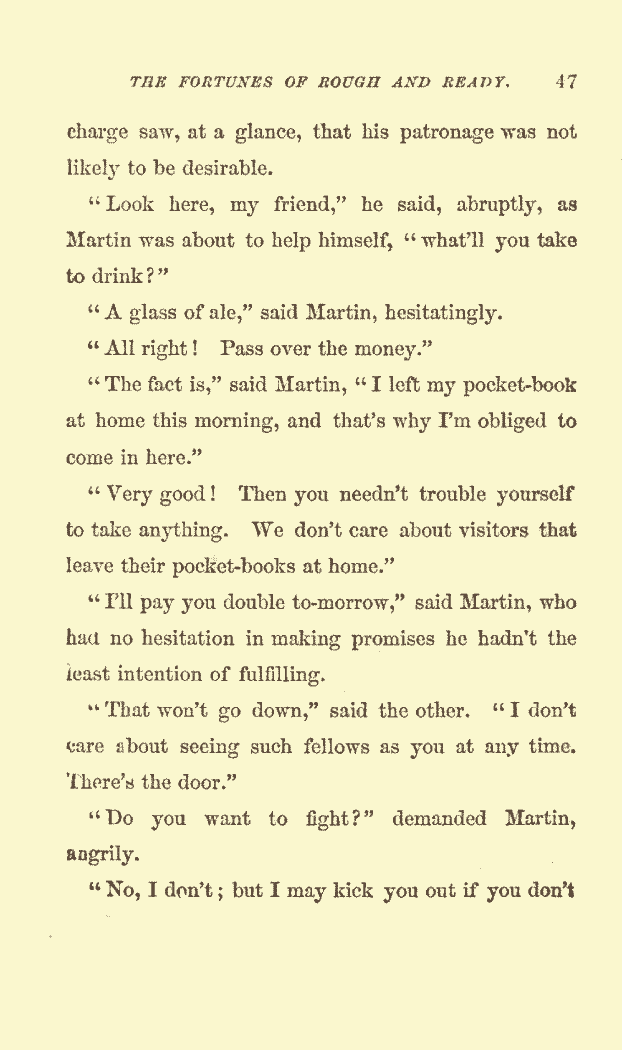 THE FORTUNES OF ROUGH AND READY. 47
charge saw, at a glance, that his patronage was not
likely to be desirable.
“Look here, my friend,” he said, abruptly, as
Martin was about to help himself, “what’ll you take
to drink?”
“A glass of ale,” said Martin, hesitatingly.
“All right! Pass over the money.”
“The fact is,” said Martin, “I left my pocket-book
at home this morning, and that’s why I’m obliged to
come in here.”
“Very good! Then you needn’t trouble yourself
to take anything. We don’t care about visitors that
leave their pocket-books at home.”
“I’ll pay you double to-morrow,” said Martin, who
had no hesitation in making promises he hadn’t the
least intention of fulfilling.
“That won’t go down,” said the other. “I don’t
care about seeing such fellows as you at any time.
There’s the door.”
“Do you want to fight?” demanded Martin,
angrily.
“No, I don’t; but I may kick you out if you don’t